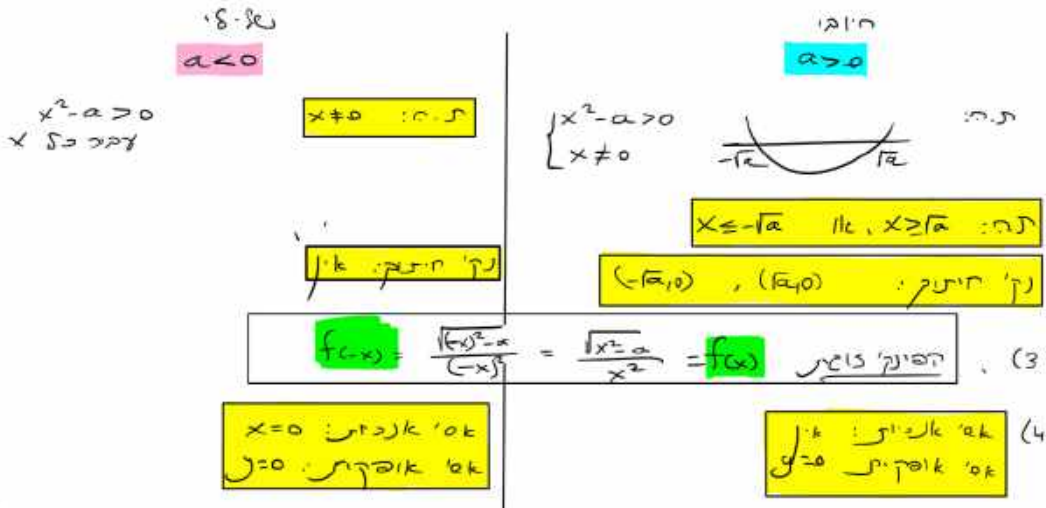 חיובי
a>0
ת.ה:
{ x²-a>0
x≠0
-√a √a
ת.ה: x≥√a או, x≤-√a
נק' חיתוך: (√a,0) , (-√a,0)
שלילי
a<0
ת.ה: x≠0
x²-a>0
עבור כל x
נק' חיתוך: אין
3) הפונק' זוגית f(-x) = √((-x)²-a)/(-x)² = √(x²-a)/x² = f(x)
4) אס' אנכיות: אין
אס' אופקית: y=0
אס' אנכית: x=0
אס' אופקית: y=0